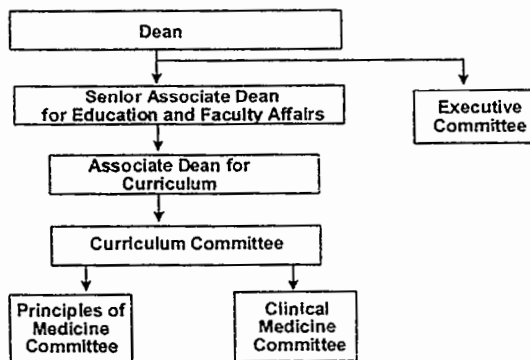 Dean
Senior Associate Dean
for Education and Faculty Affairs
Executive
Committee
Associate Dean for
Curriculum
Curriculum Committee
Principles of
Medicine
Committee
Clinical
Medicine
Committee